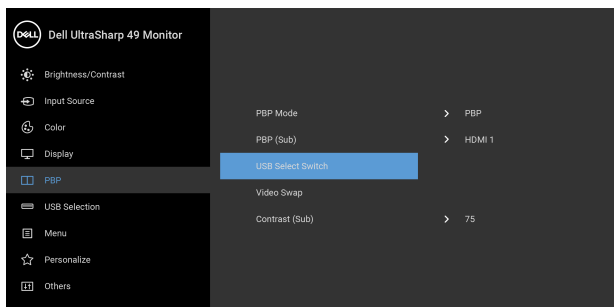 DELL Dell UltraSharp 49 Monitor
Brightness/Contrast
Input Source
Color
Display
PBP
USB Selection
Menu
Personalize
Others
PBP Mode > PBP
PBP (Sub) > HDMI 1
USB Select Switch
Video Swap
Contrast (Sub) > 75